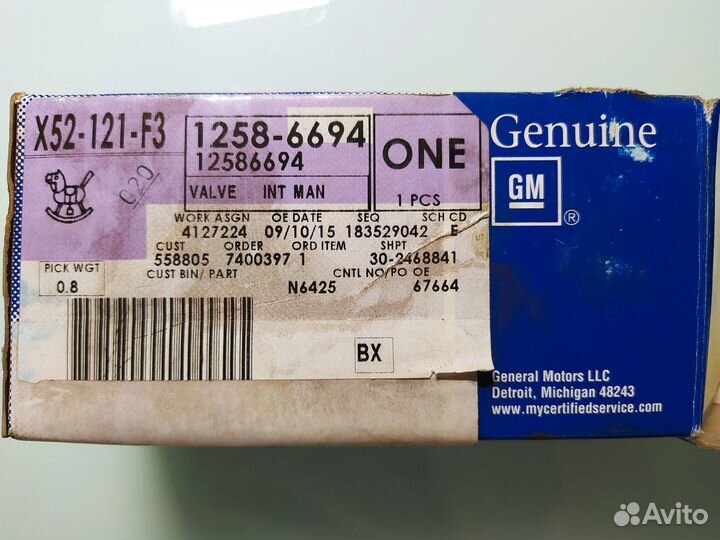 X52-121-F3
C20
1258-6694
12586694
VALVE INT MAN
ONE
1 PCS
WORK ASGN OE DATE SEQ SCH CD
4127224 09/10/15 183529042 E
CUST ORDER ORD ITEM SHPT
558805 7400397 1 30-2468841
PICK WGT
0.8
CUST BIN/ PART CNTL NO/PO OE
N6425 67664
BX
Genuine
GM
®
General Motors LLC
Detroit, Michigan 48243
www.mycertifiedservice.com
Avito